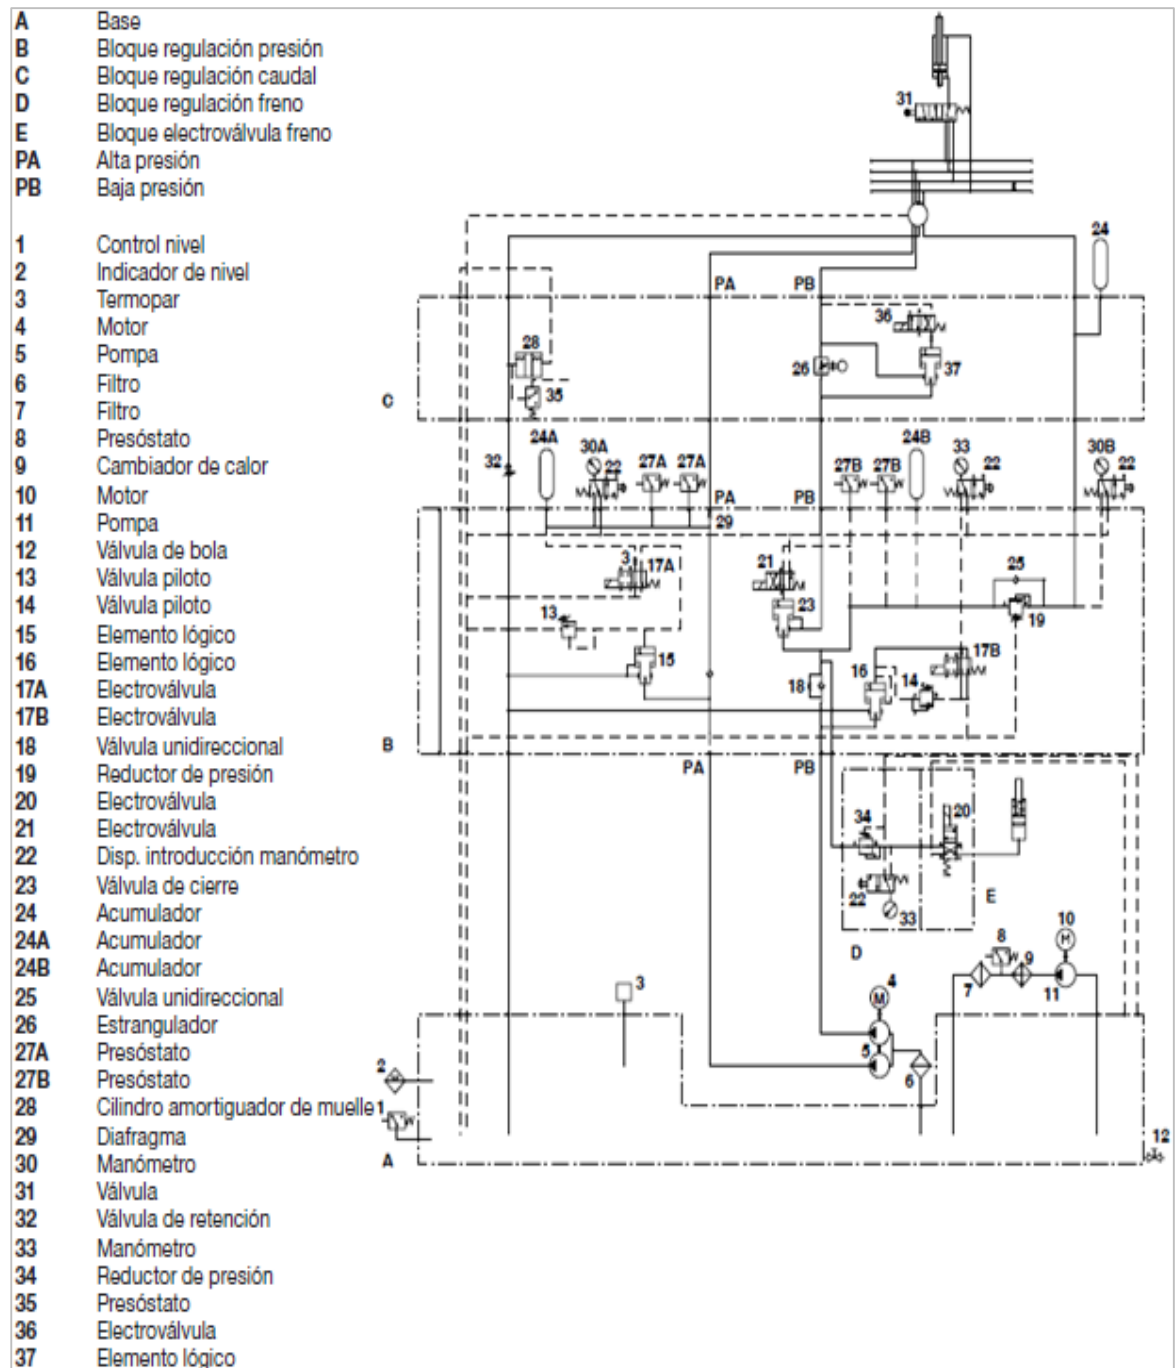 A Base
B Bloque regulación presión
C Bloque regulación caudal
D Bloque regulación freno
E Bloque electroválvula freno
PA Alta presión
PB Baja presión
1 Control nivel
2 Indicador de nivel
3 Termopar
4 Motor
5 Pompa
6 Filtro
7 Filtro
8 Presóstato
9 Cambiador de calor
10 Motor
11 Pompa
12 Válvula de bola
13 Válvula piloto
14 Válvula piloto
15 Elemento lógico
16 Elemento lógico
17A Electroválvula
17B Electroválvula
18 Válvula unidireccional
19 Reductor de presión
20 Electroválvula
21 Electroválvula
22 Disp. introducción manómetro
23 Válvula de cierre
24 Acumulador
24A Acumulador
24B Acumulador
25 Válvula unidireccional
26 Estrangulador
27A Presóstato
27B Presóstato
28 Cilindro amortiguador de muelle
29 Diafragma
30 Manómetro
31 Válvula
32 Válvula de retención
33 Manómetro
34 Reductor de presión
35 Presóstato
36 Electroválvula
37 Elemento lógico
31
24
PA PB
36
28
26 37
35
C
24A 30A 24B 33 30B
32 22 27A 27A 27B 27B 22 22
PA PB
29
3 17A 21 25
23
13 19
15 16 17B
18 14
B
PA PB
34 20
22 33 E
D
10
8 9
7 11
3 4
M M
5
2 6
1
12
A